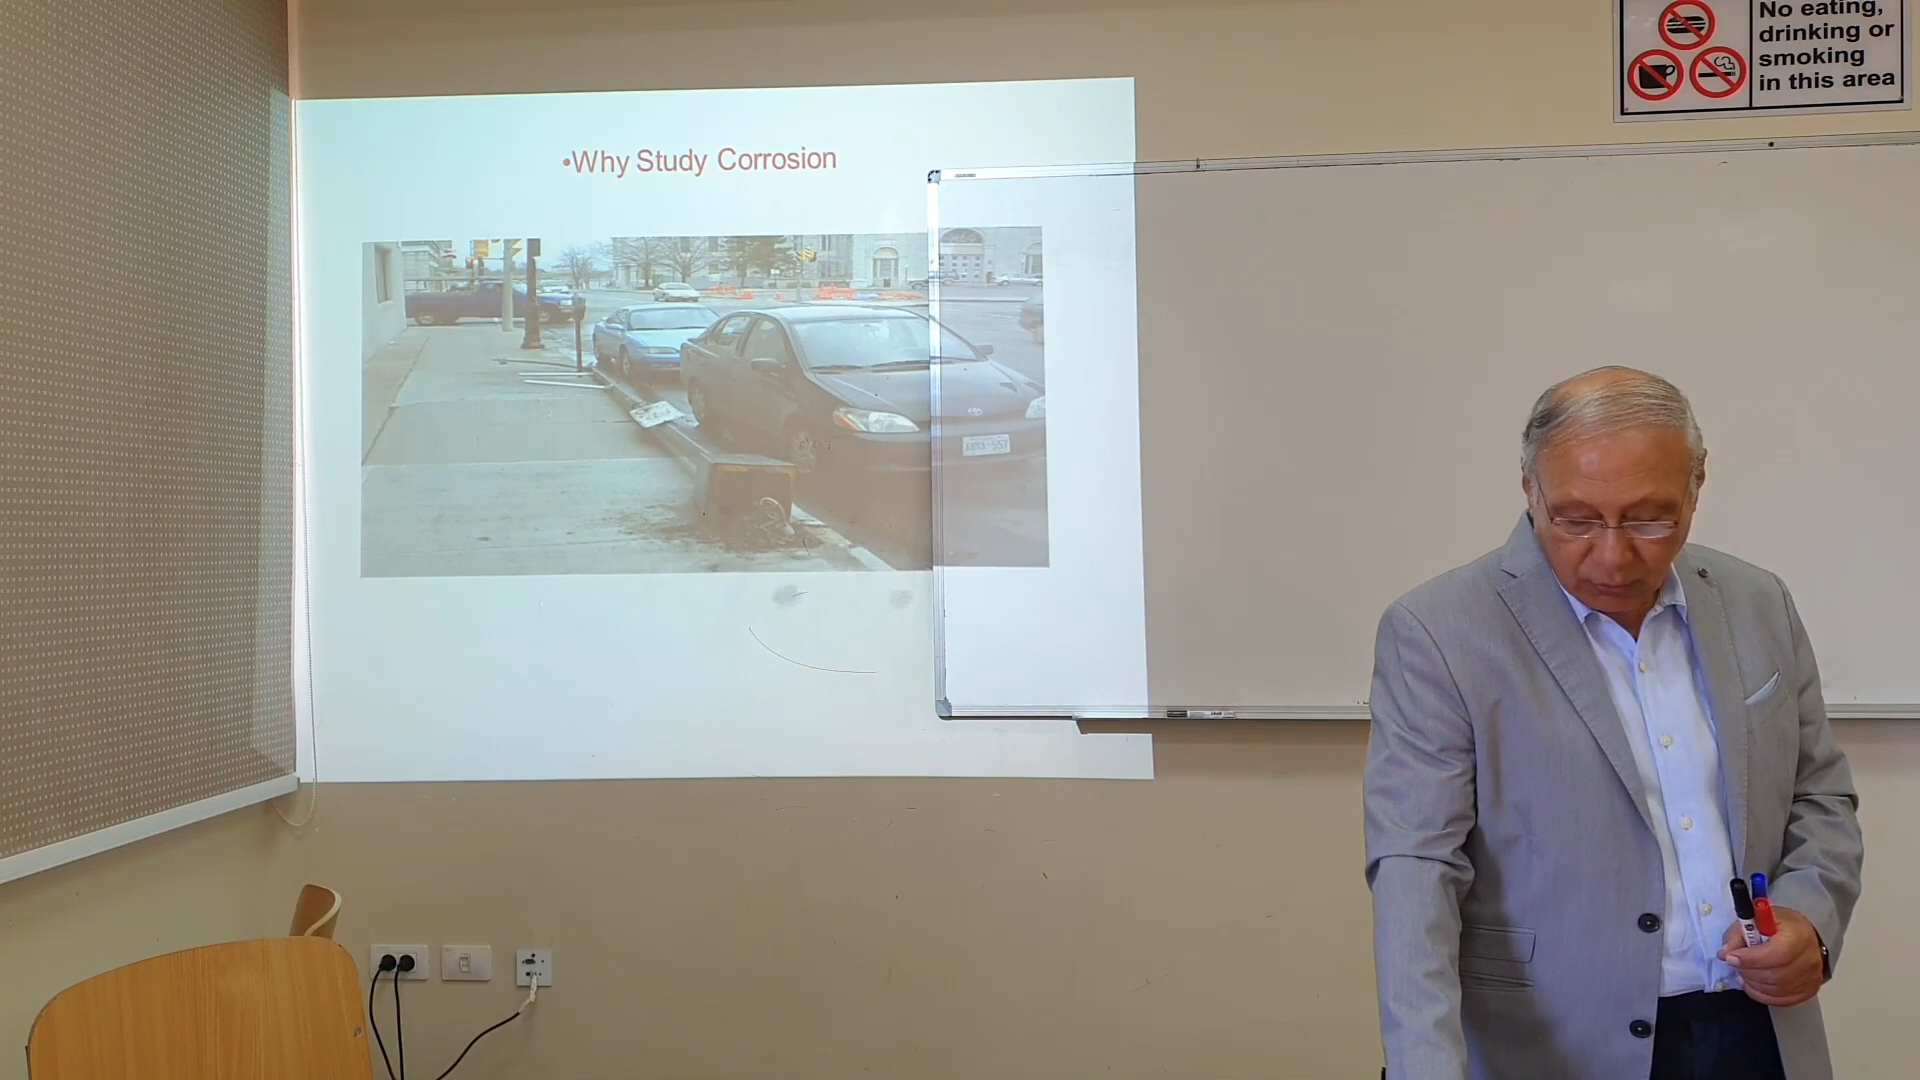 •Why Study Corrosion
No eating,
drinking or
smoking
in this area